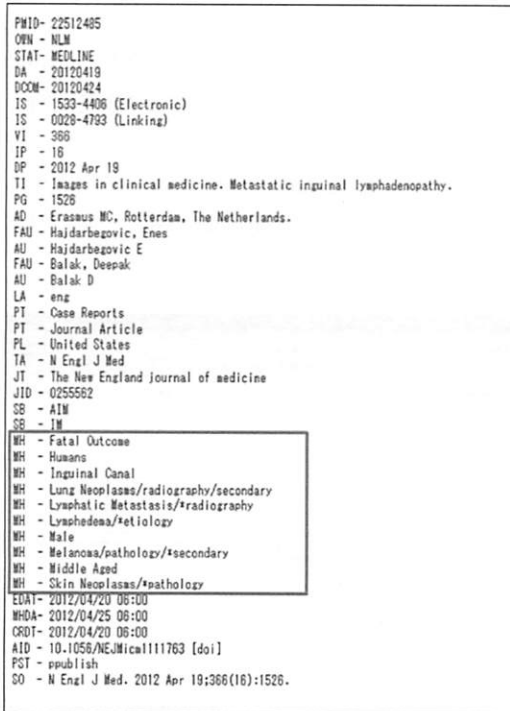 PMID- 22512485
OWN - NLM
STAT- MEDLINE
DA  - 20120419
DCOM- 20120424
IS  - 1533-4406 (Electronic)
IS  - 0028-4793 (Linking)
VI  - 366
IP  - 16
DP  - 2012 Apr 19
TI  - Images in clinical medicine. Metastatic inguinal lymphadenopathy.
PG  - 1526
AD  - Erasmus MC, Rotterdam, The Netherlands.
FAU - Hajdarbegovic, Enes
AU  - Hajdarbegovic E
FAU - Balak, Deepak
AU  - Balak D
LA  - eng
PT  - Case Reports
PT  - Journal Article
PL  - United States
TA  - N Engl J Med
JT  - The New England journal of medicine
JID - 0255562
SB  - AIM
SB  - IM
MH  - Fatal Outcome
MH  - Humans
MH  - Inguinal Canal
MH  - Lung Neoplasms/radiography/secondary
MH  - Lymphatic Metastasis/*radiography
MH  - Lymphedema/*etiology
MH  - Male
MH  - Melanoma/pathology/*secondary
MH  - Middle Aged
MH  - Skin Neoplasms/*pathology
EDAT- 2012/04/20 06:00
MHDA- 2012/04/25 06:00
CRDT- 2012/04/20 06:00
AID - 10.1056/NEJMicm1111763 [doi]
PST - ppublish
SO  - N Engl J Med. 2012 Apr 19;366(16):1526.